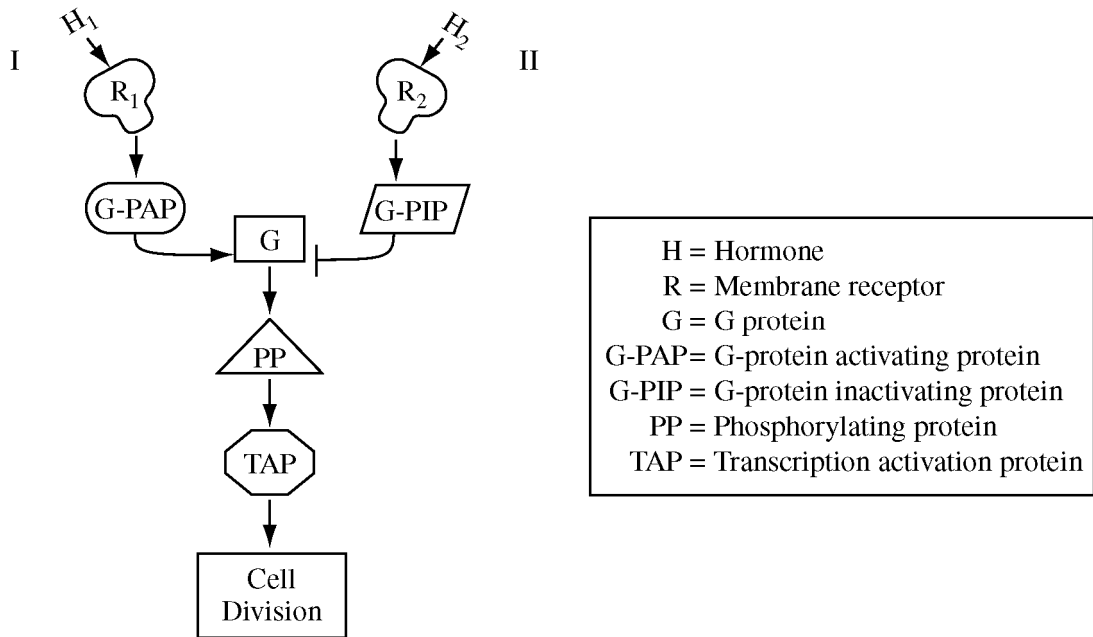 H₁
H₂
I
II
R₁
R₂
G-PAP
G-PIP
G
PP
TAP
Cell
Division
H = Hormone
R = Membrane receptor
G = G protein
G-PAP= G-protein activating protein
G-PIP = G-protein inactivating protein
PP = Phosphorylating protein
TAP = Transcription activation protein